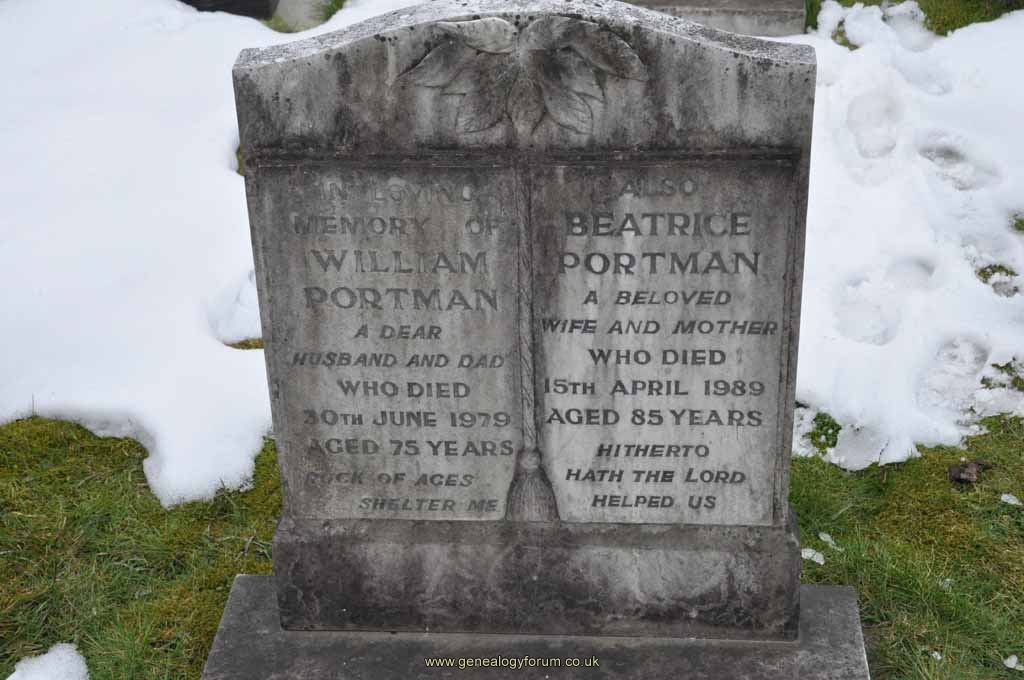 IN LOVING
MEMORY OF
WILLIAM
PORTMAN
A DEAR
HUSBAND AND DAD
WHO DIED
30TH JUNE 1979
AGED 75 YEARS
ROCK OF AGES
SHELTER ME
ALSO
BEATRICE
PORTMAN
A BELOVED
WIFE AND MOTHER
WHO DIED
15TH APRIL 1989
AGED 85 YEARS
HITHERTO
HATH THE LORD
HELPED US
www.genealogyforum.co.uk